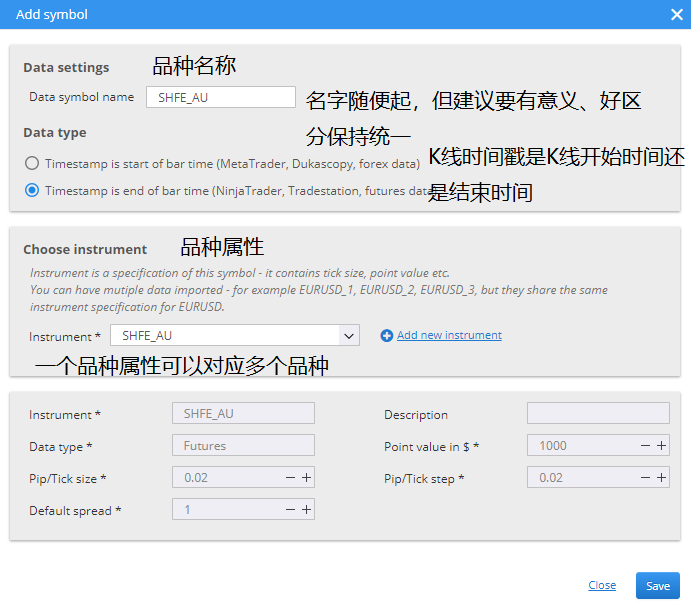 Add symbol
Data settings 品种名称
Data symbol name SHFE_AU 名字随便起，但建议要有意义、好区
分保持统一
Data type
Timestamp is start of bar time (MetaTrader, Dukascopy, forex data) K线时间戳是K线开始时间还
Timestamp is end of bar time (NinjaTrader, Tradestation, futures data 是结束时间
Choose instrument 品种属性
Instrument is a specification of this symbol - it contains tick size, point value etc.
You can have mutiple data imported - for example EURUSD_1, EURUSD_2, EURUSD_3, but they share the same
instrument specification for EURUSD.
Instrument * SHFE_AU Add new instrument
一个品种属性可以对应多个品种
Instrument * SHFE_AU Description
Data type * Futures Point value in $ * 1000
Pip/Tick size * 0.02 Pip/Tick step * 0.02
Default spread * 1
Close Save